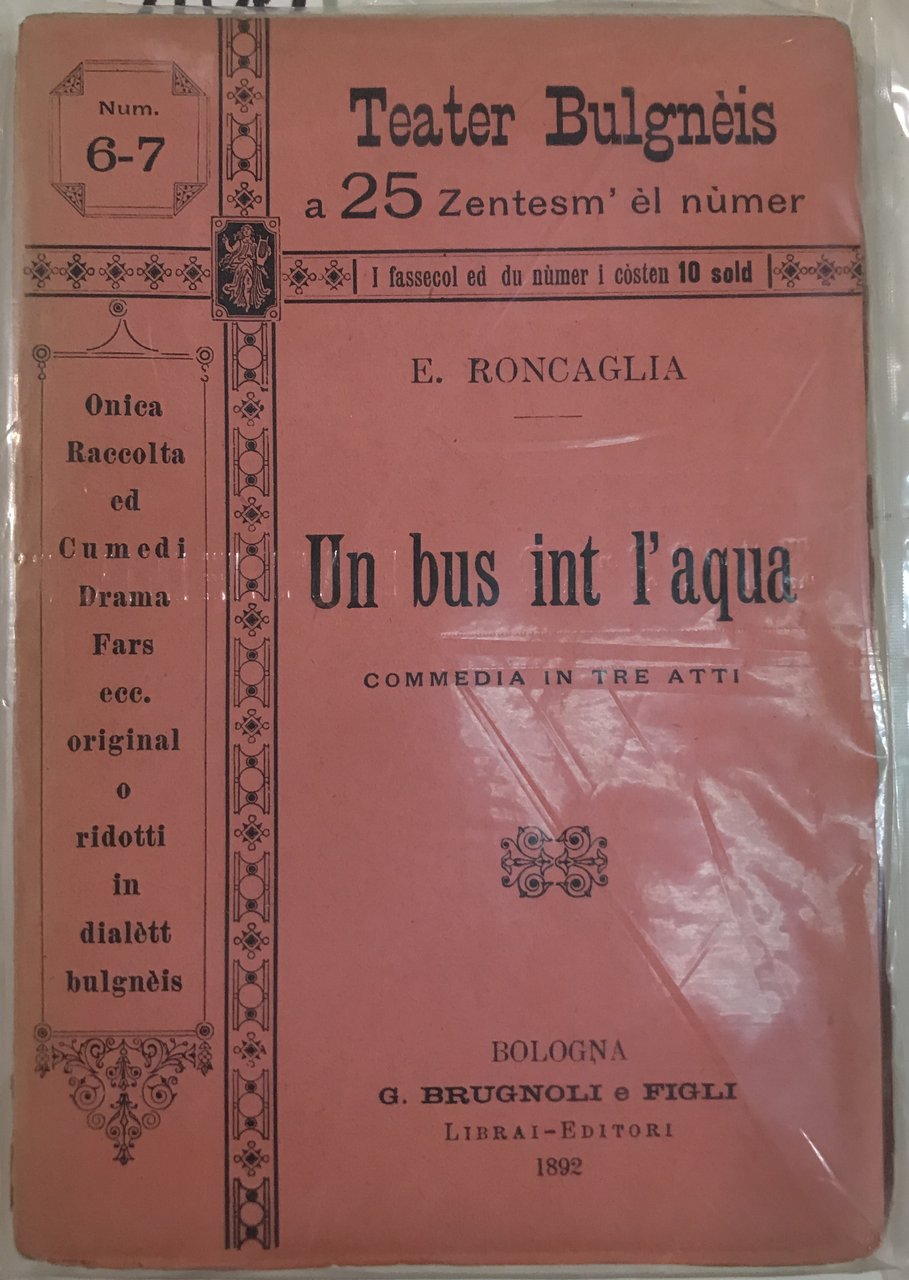 Num.
6-7
Teater Bulgnèis
a 25 Zentesm' èl nùmer
I fassecol ed du nùmer i còsten 10 sold
Onica
Raccolta
ed
Cumedi
Drama
Fars
ecc.
original
o
ridotti
in
dialètt
bulgnèis
E. RONCAGLIA
Un bus int l'aqua
COMMEDIA IN TRE ATTI
BOLOGNA
G. BRUGNOLI e FIGLI
LIBRAI-EDITORI
1892